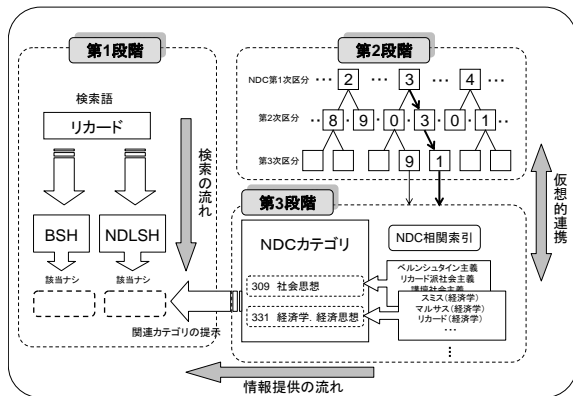 第1段階
検索語
リカード
検索の流れ
BSH
NDLSH
該当ナシ
該当ナシ
関連カテゴリの提示
第2段階
NDC第1次区分 … 2 … 3 … 4 …
第2次区分 … 8 ・ 9 ・ 0 ・ 3 ・ 0 ・ 1 …
第3次区分 9 1
第3段階
NDCカテゴリ
309 社会思想
331 経済学．経済思想
NDC相関索引
ベルンシュタイン主義
リカード派社会主義
講壇社会主義
スミス(経済学)
マルサス(経済学)
リカード(経済学)
…
仮想的連携
情報提供の流れ